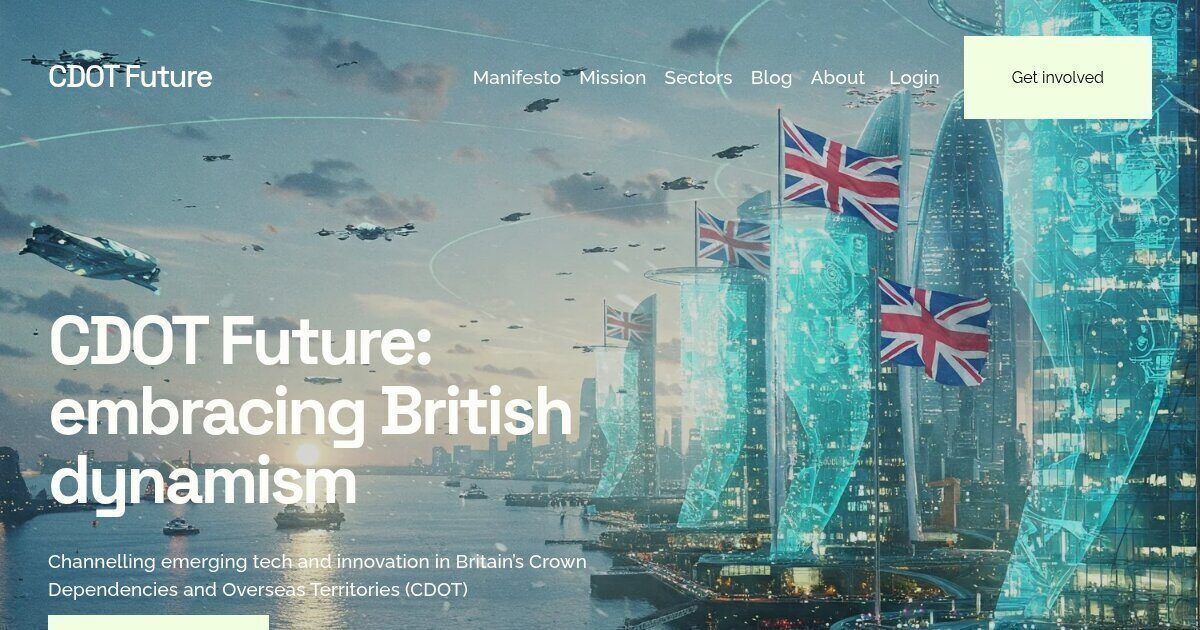 CDOT Future
Manifesto Mission Sectors Blog About Login
Get involved
CDOT Future:
embracing British
dynamism
Channelling emerging tech and innovation in Britain's Crown
Dependencies and Overseas Territories (CDOT)